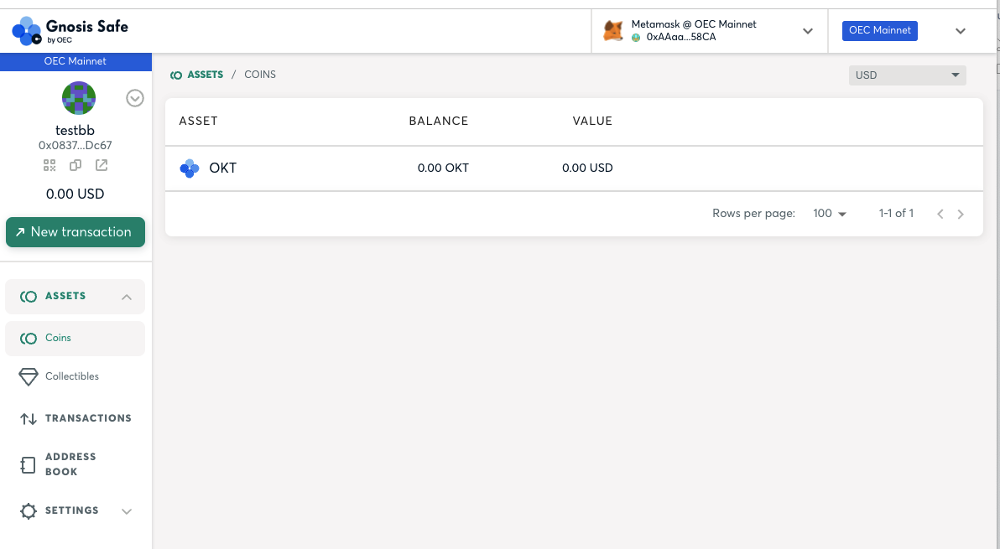 Gnosis Safe
by OEC
Metamask @ OEC Mainnet
0xAAaa...58CA
OEC Mainnet
OEC Mainnet
testbb
0x0837...Dc67
0.00 USD
New transaction
ASSETS
Coins
Collectibles
TRANSACTIONS
ADDRESS
BOOK
SETTINGS
ASSETS / COINS
USD
ASSET BALANCE VALUE
OKT 0.00 OKT 0.00 USD
Rows per page: 100 1-1 of 1